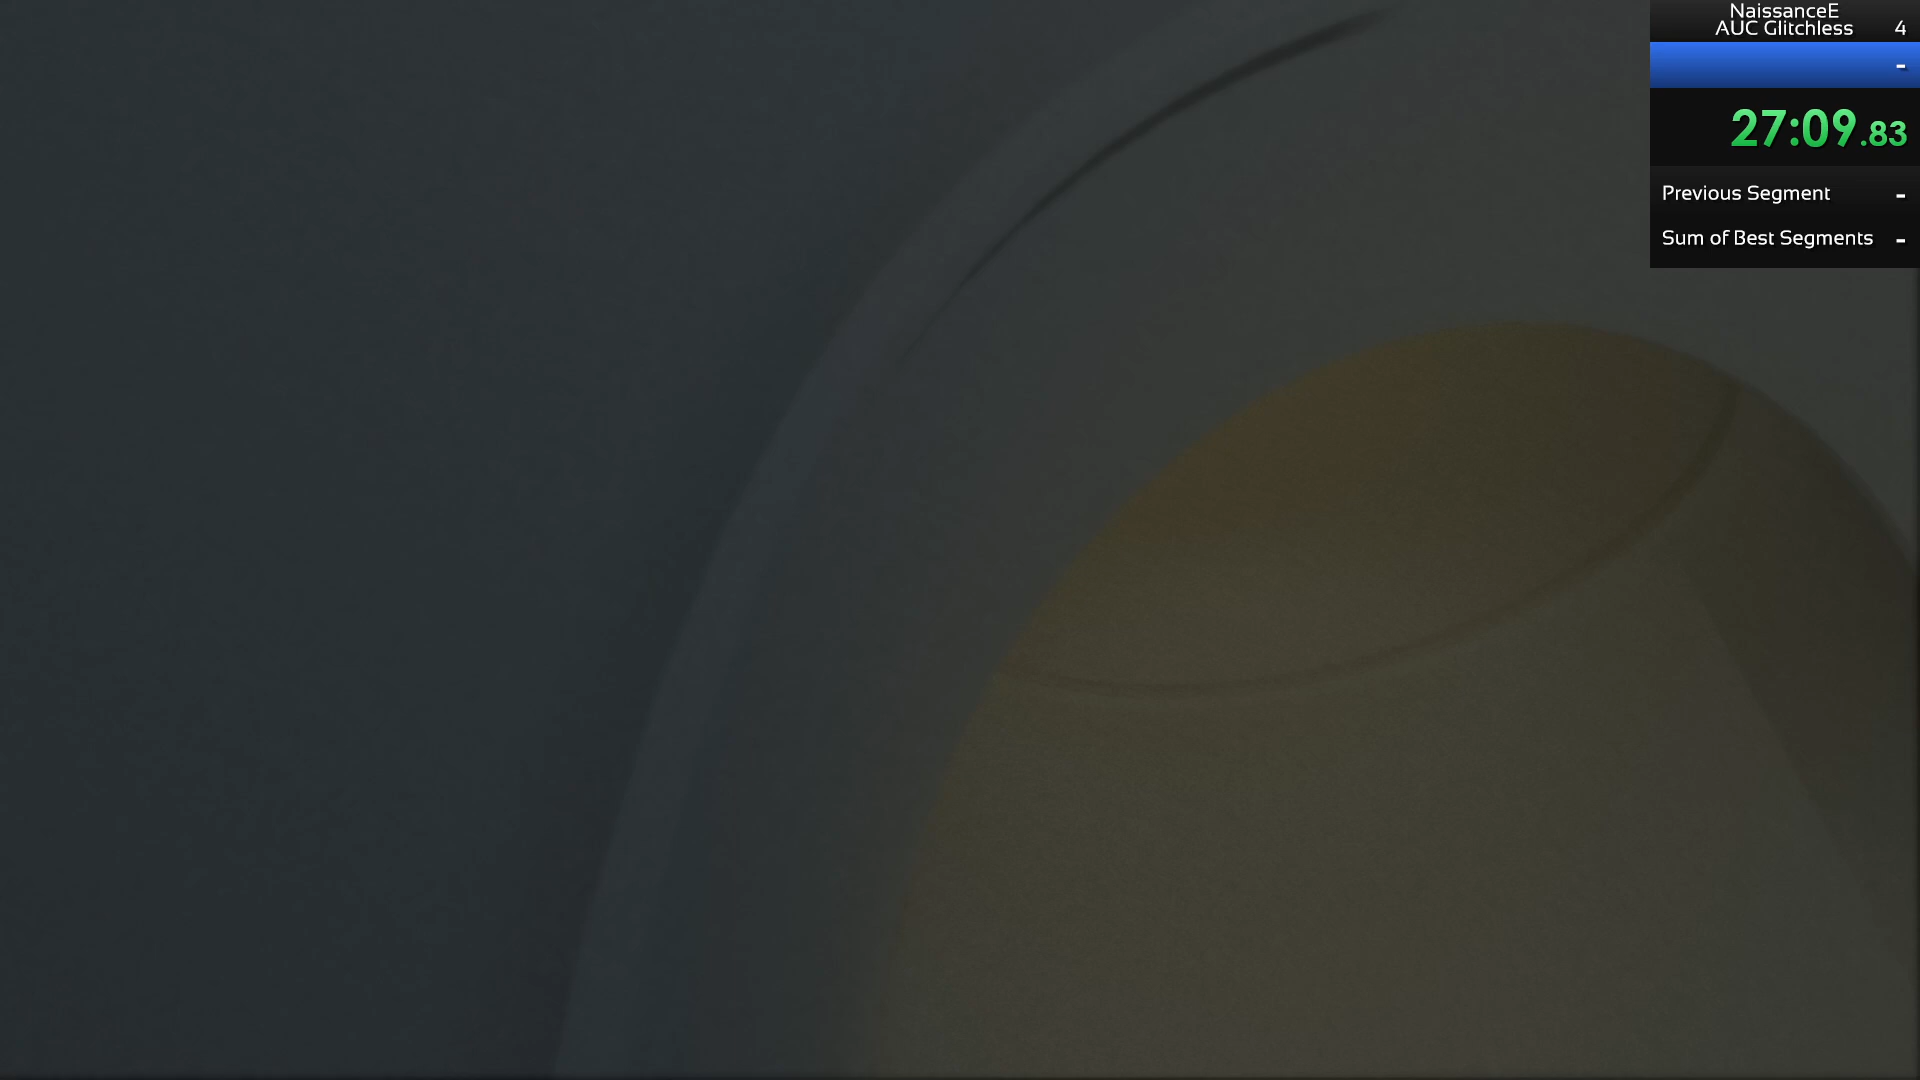 NaissanceE
AUC Glitchless 4
-
27:09.83
Previous Segment -
Sum of Best Segments -